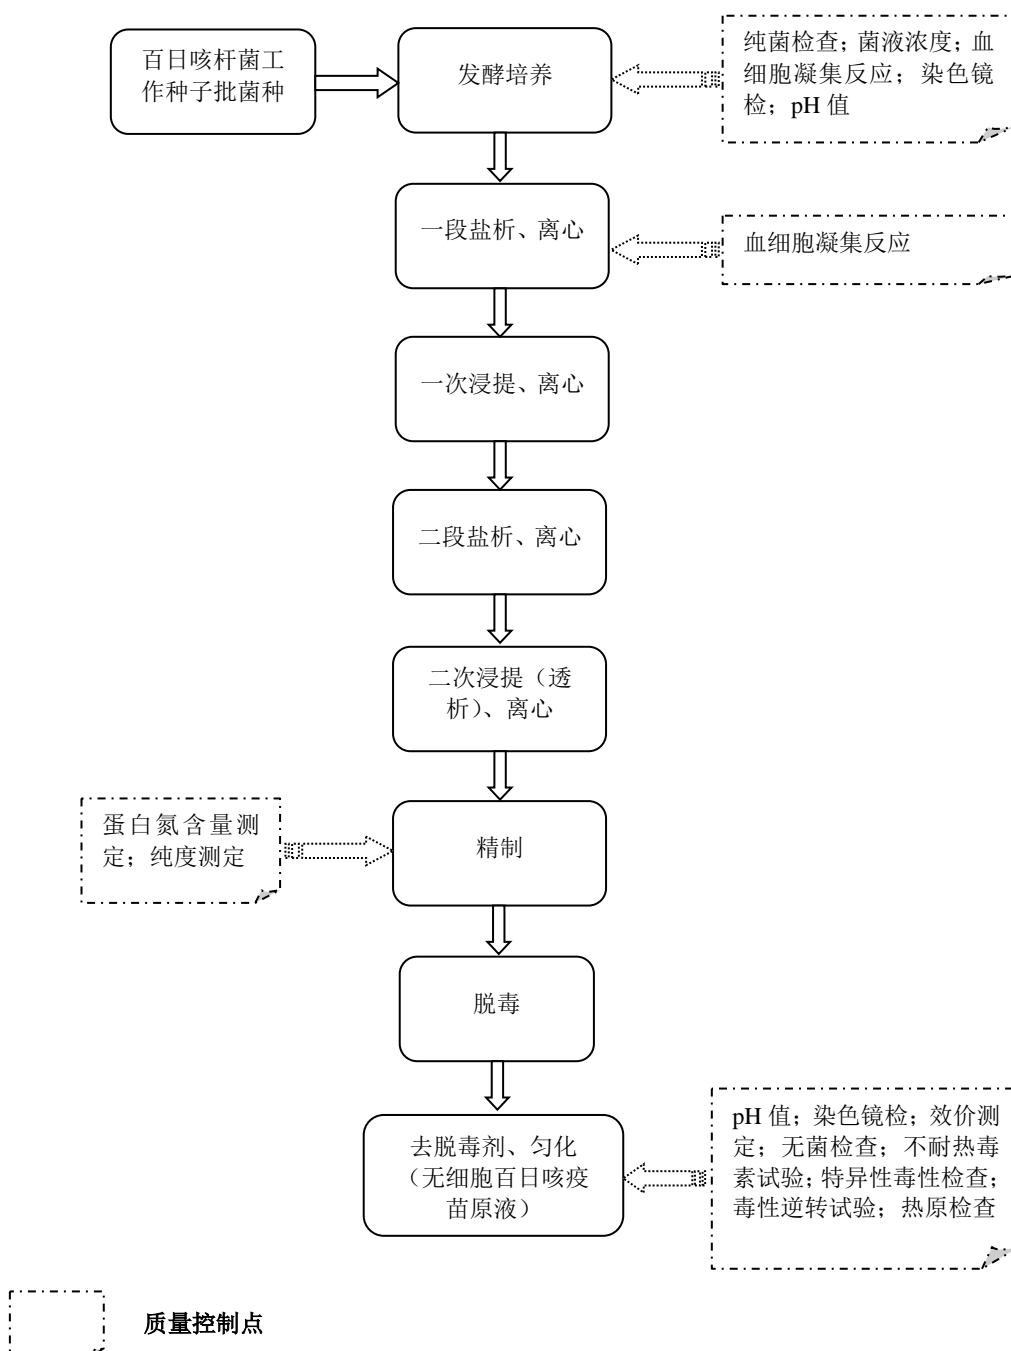 百日咳杆菌工
作种子批菌种
发酵培养
纯菌检查；菌液浓度；血
细胞凝集反应；染色镜
检；pH 值
一段盐析、离心
血细胞凝集反应
一次浸提、离心
二段盐析、离心
二次浸提（透
析）、离心
蛋白氮含量测
定；纯度测定
精制
脱毒
去脱毒剂、匀化
（无细胞百日咳疫
苗原液）
pH 值；染色镜检；效价测
定；无菌检查；不耐热毒
素试验；特异性毒性检查；
毒性逆转试验；热原检查
质量控制点